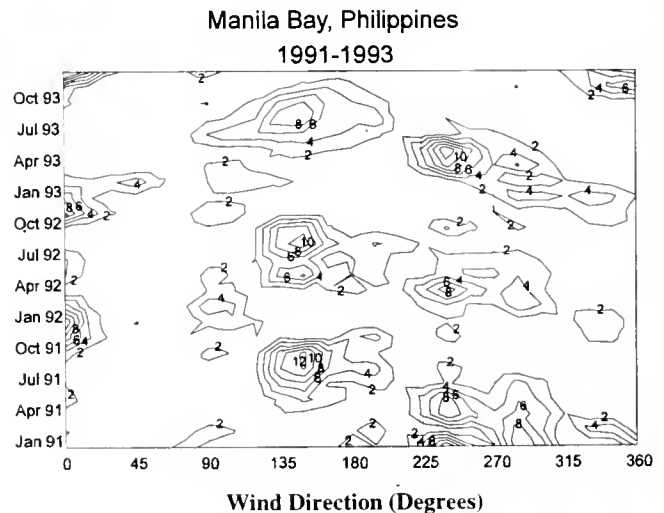 Manila Bay, Philippines
1991-1993
Oct 93
Jul 93
Apr 93
Jan 93
Oct 92
Jul 92
Apr 92
Jan 92
Oct 91
Jul 91
Apr 91
Jan 91
0 45 90 135 180 225 270 315 360
Wind Direction (Degrees)